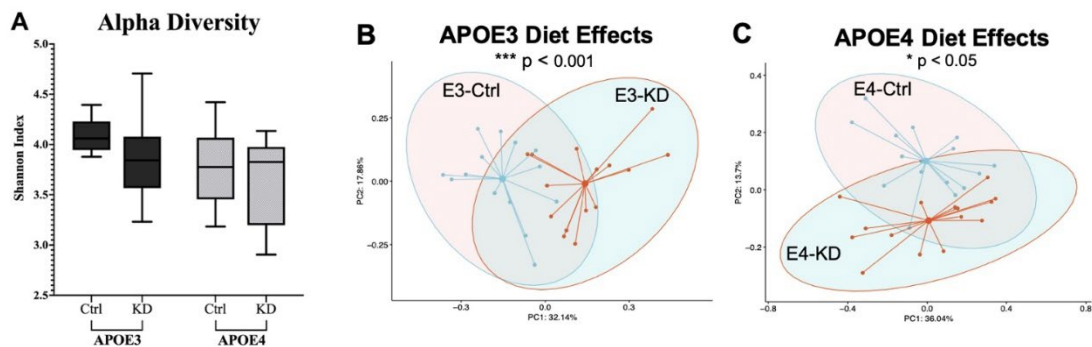 A
Alpha Diversity
Shannon Index
5.0
4.5
4.0
3.5
3.0
2.5
Ctrl KD Ctrl KD
APOE3 APOE4
B
APOE3 Diet Effects
*** p < 0.001
E3-Ctrl
E3-KD
PC2: 17.86%
0.25
0.00
−0.25
−0.3 0.0 0.3 0.6
PC1: 32.14%
C
APOE4 Diet Effects
* p < 0.05
E4-Ctrl
E4-KD
PC2: 13.7%
0.4
0.2
0.0
−0.2
−0.8 −0.4 0.0 0.4 0.8
PC1: 36.04%